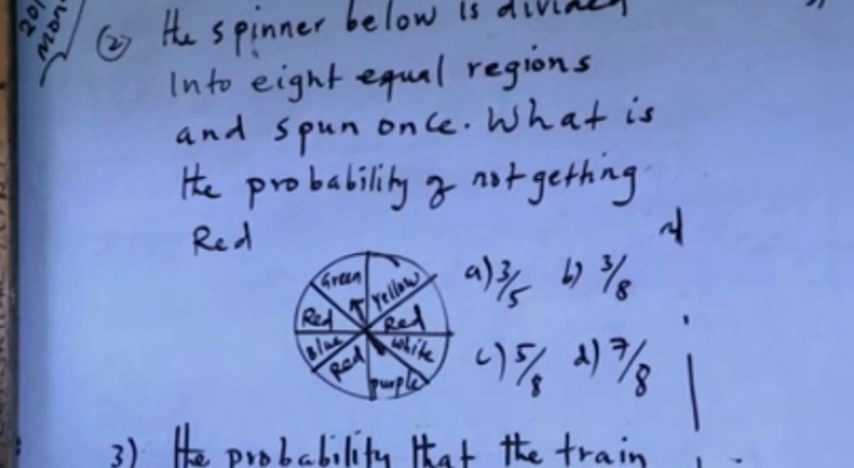 ② The spinner below is divided
Into eight equal regions
and spun once. What is
the probability of not getting
Red
Green
Yellow
Red
Red
Blue
White
Red
purple
a) 3/5 b) 3/8
c) 5/8 d) 7/8
3) the probability that the train